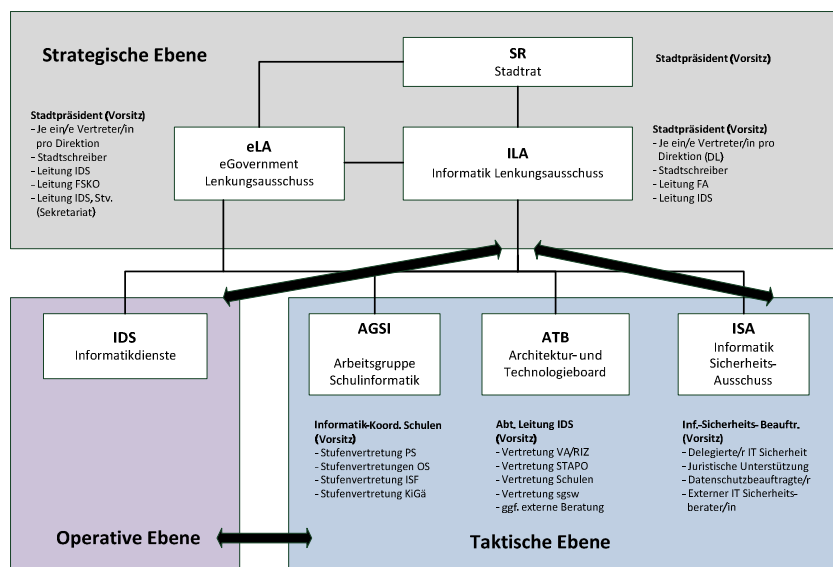 Strategische Ebene
SR
Stadtrat
Stadtpräsident (Vorsitz)
Stadtpräsident (Vorsitz)
- Je ein/e Vertreter/in
pro Direktion
- Stadtschreiber
- Leitung IDS
- Leitung FSKO
- Leitung IDS, Stv.
(Sekretariat)
eLA
eGovernment
Lenkungsausschuss
ILA
Informatik Lenkungsausschuss
Stadtpräsident (Vorsitz)
- Je ein/e Vertreter/in pro
Direktion (DL)
- Stadtschreiber
- Leitung FA
- Leitung IDS
IDS
Informatikdienste
AGSI
Arbeitsgruppe
Schulinformatik
ATB
Architektur- und
Technologieboard
ISA
Informatik
Sicherheits-
Ausschuss
Informatik-Koord. Schulen
(Vorsitz)
- Stufenvertretung PS
- Stufenvertretungen OS
- Stufenvertretung ISF
- Stufenvertretung KiGä
Abt. Leitung IDS
(Vorsitz)
- Vertretung VA/RIZ
- Vertretung STAPO
- Vertretung Schulen
- Vertretung sgsw
- ggf. externe Beratung
Inf.-Sicherheits- Beauftr.
(Vorsitz)
- Delegierte/r IT Sicherheit
- Juristische Unterstützung
- Datenschutzbeauftragte/r
- Externer IT Sicherheits-
berater/in
Operative Ebene
Taktische Ebene